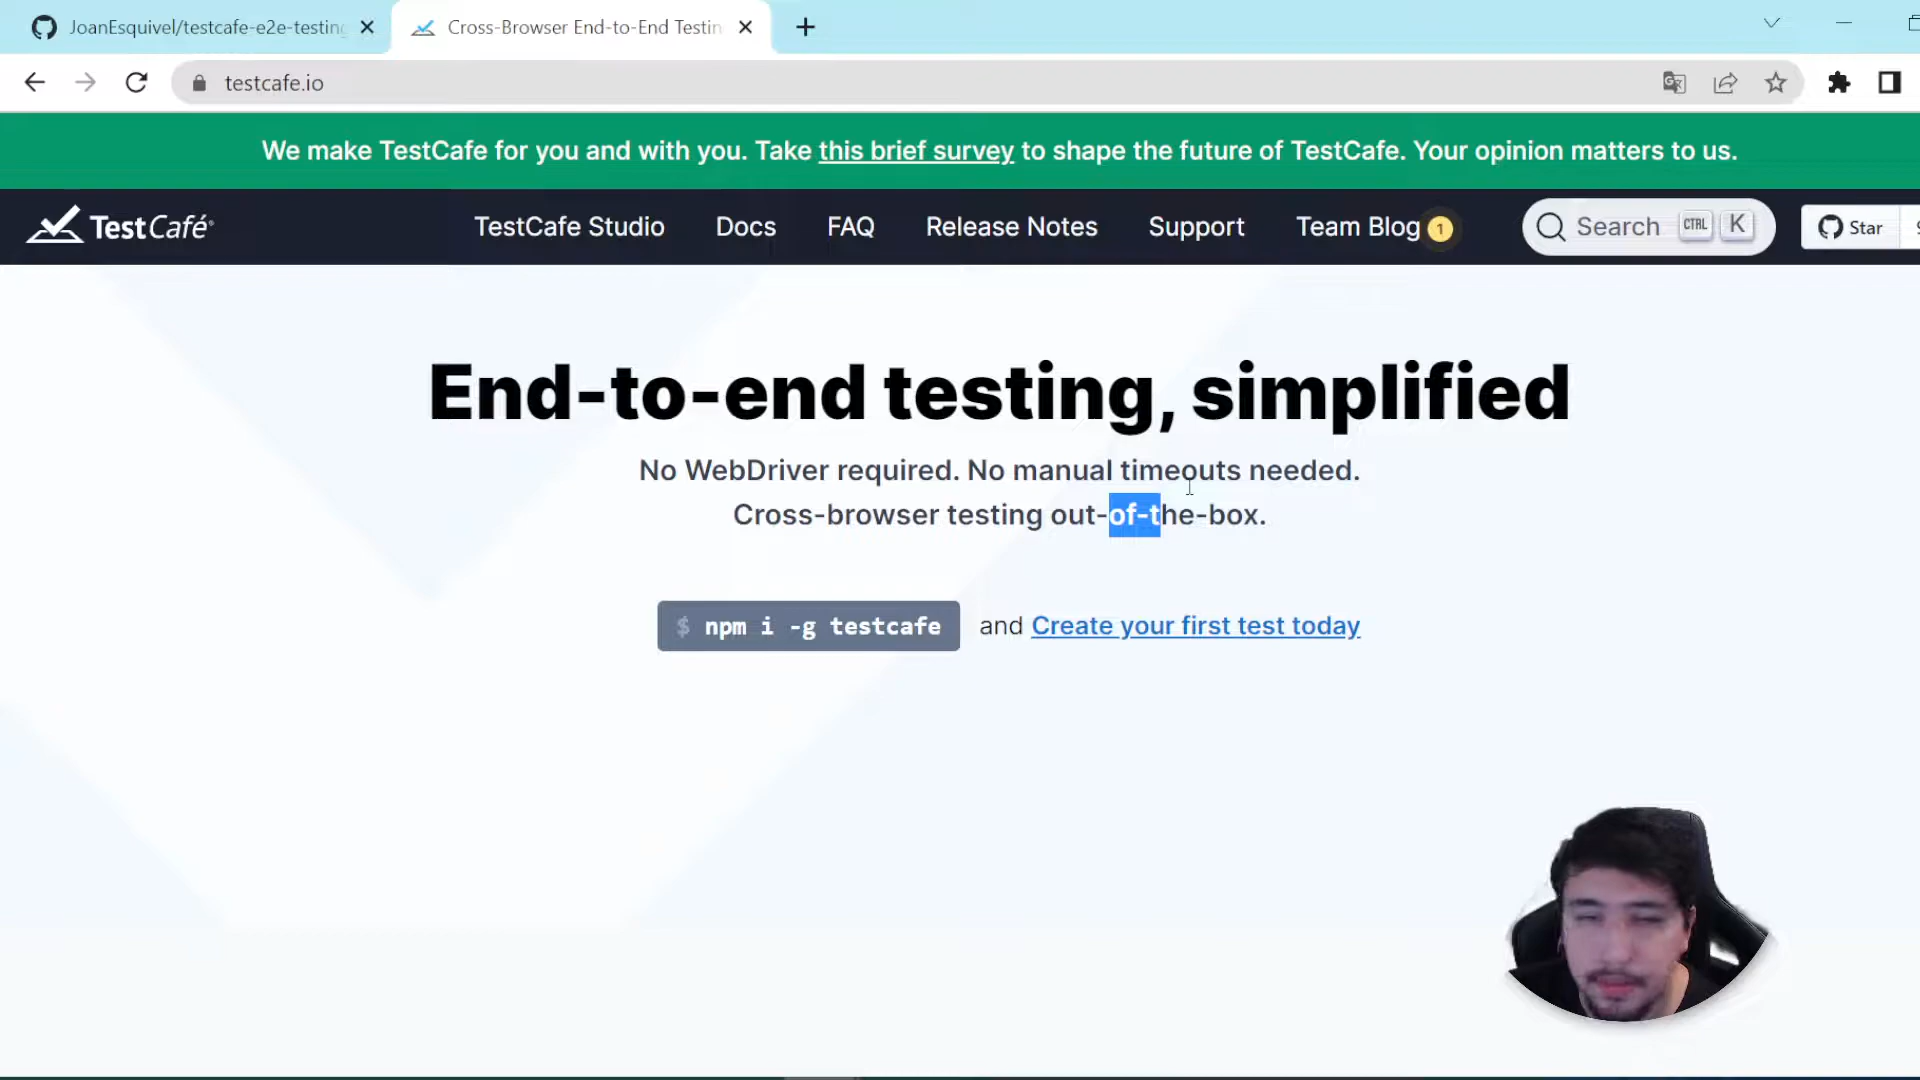 JoanEsquivel/testcafe-e2e-testing
Cross-Browser End-to-End Testin
testcafe.io
We make TestCafe for you and with you. Take this brief survey to shape the future of TestCafe. Your opinion matters to us.
TestCafé
TestCafe Studio
Docs
FAQ
Release Notes
Support
Team Blog 1
Search CTRL K
Star
End-to-end testing, simplified
No WebDriver required. No manual timeouts needed.
Cross-browser testing out-of-the-box.
$ npm i -g testcafe and Create your first test today